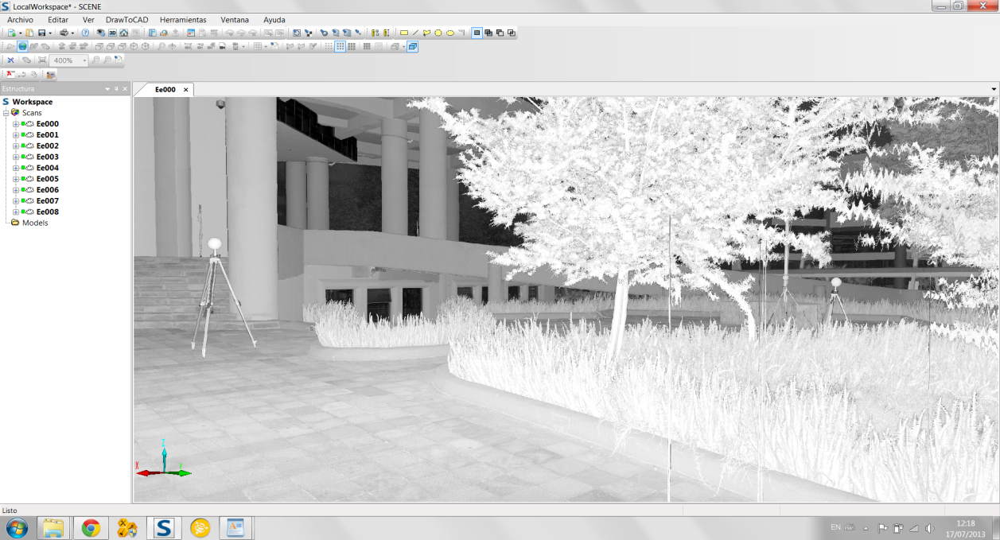 LocalWorkspace* - SCENE
Archivo Editar Ver DrawToCAD Herramientas Ventana Ayuda
3D
400%
Estructura
Ee000
Workspace
Scans
Ee000
Ee001
Ee002
Ee003
Ee004
Ee005
Ee006
Ee007
Ee008
Models
Z
X
Listo
EN
12:18
17/07/2013